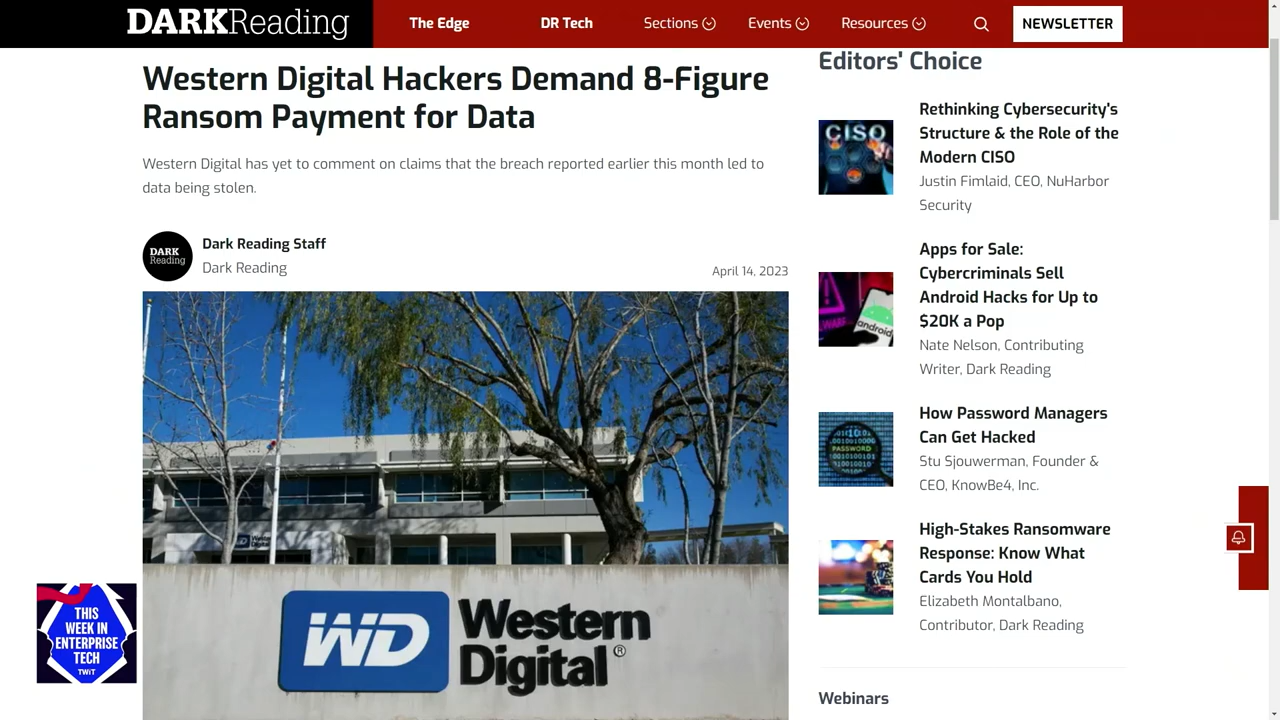 DARKReading
The Edge
DR Tech
Sections
Events
Resources
NEWSLETTER
Western Digital Hackers Demand 8-Figure
Ransom Payment for Data
Western Digital has yet to comment on claims that the breach reported earlier this month led to
data being stolen.
DARK
Reading
Dark Reading Staff
Dark Reading
April 14, 2023
WD
Western
Digital®
THIS
WEEK IN
ENTERPRISE
TECH
TWiT
Editors' Choice
CISO
Rethinking Cybersecurity's
Structure & the Role of the
Modern CISO
Justin Fimlaid, CEO, NuHarbor
Security
android
Apps for Sale:
Cybercriminals Sell
Android Hacks for Up to
$20K a Pop
Nate Nelson, Contributing
Writer, Dark Reading
PASSWORD
How Password Managers
Can Get Hacked
Stu Sjouwerman, Founder &
CEO, KnowBe4, Inc.
High-Stakes Ransomware
Response: Know What
Cards You Hold
Elizabeth Montalbano,
Contributor, Dark Reading
Webinars